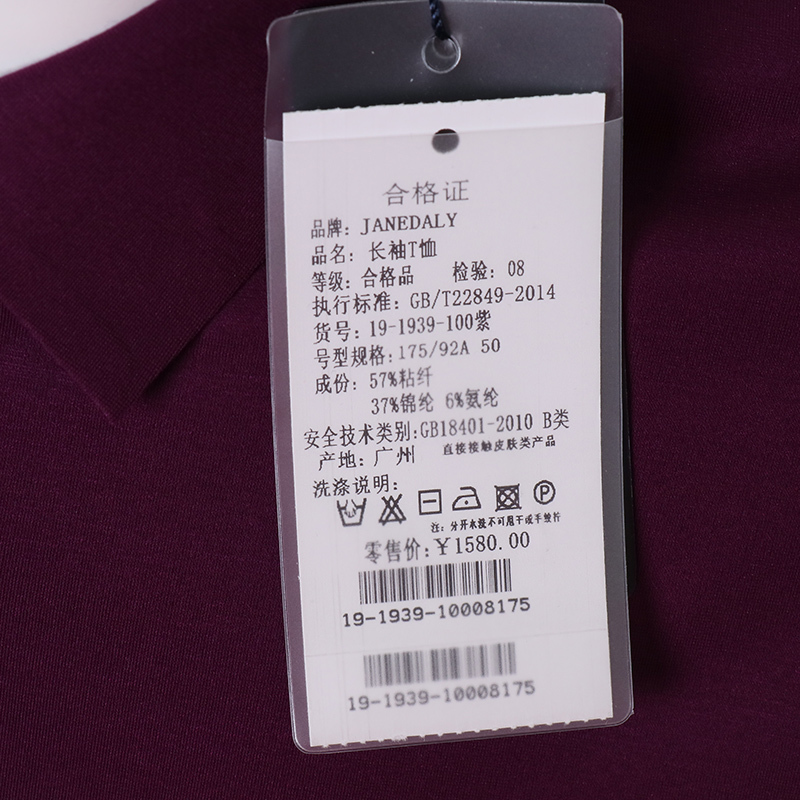 合格证
品牌: JANEDALY
品名: 长袖T恤
等级: 合格品 检验: 08
执行标准: GB/T22849-2014
货号: 19-1939-100紫
号型规格:175/92A 50
成份: 57%粘纤
37%锦纶 6%氨纶
安全技术类别:GB18401-2010 B类
产地: 广州 直接接触皮肤类产品
洗涤说明:
P
注: 分开水洗不可用干或手拧
零售价:¥1580.00
19-1939-10008175
19-1939-10008175